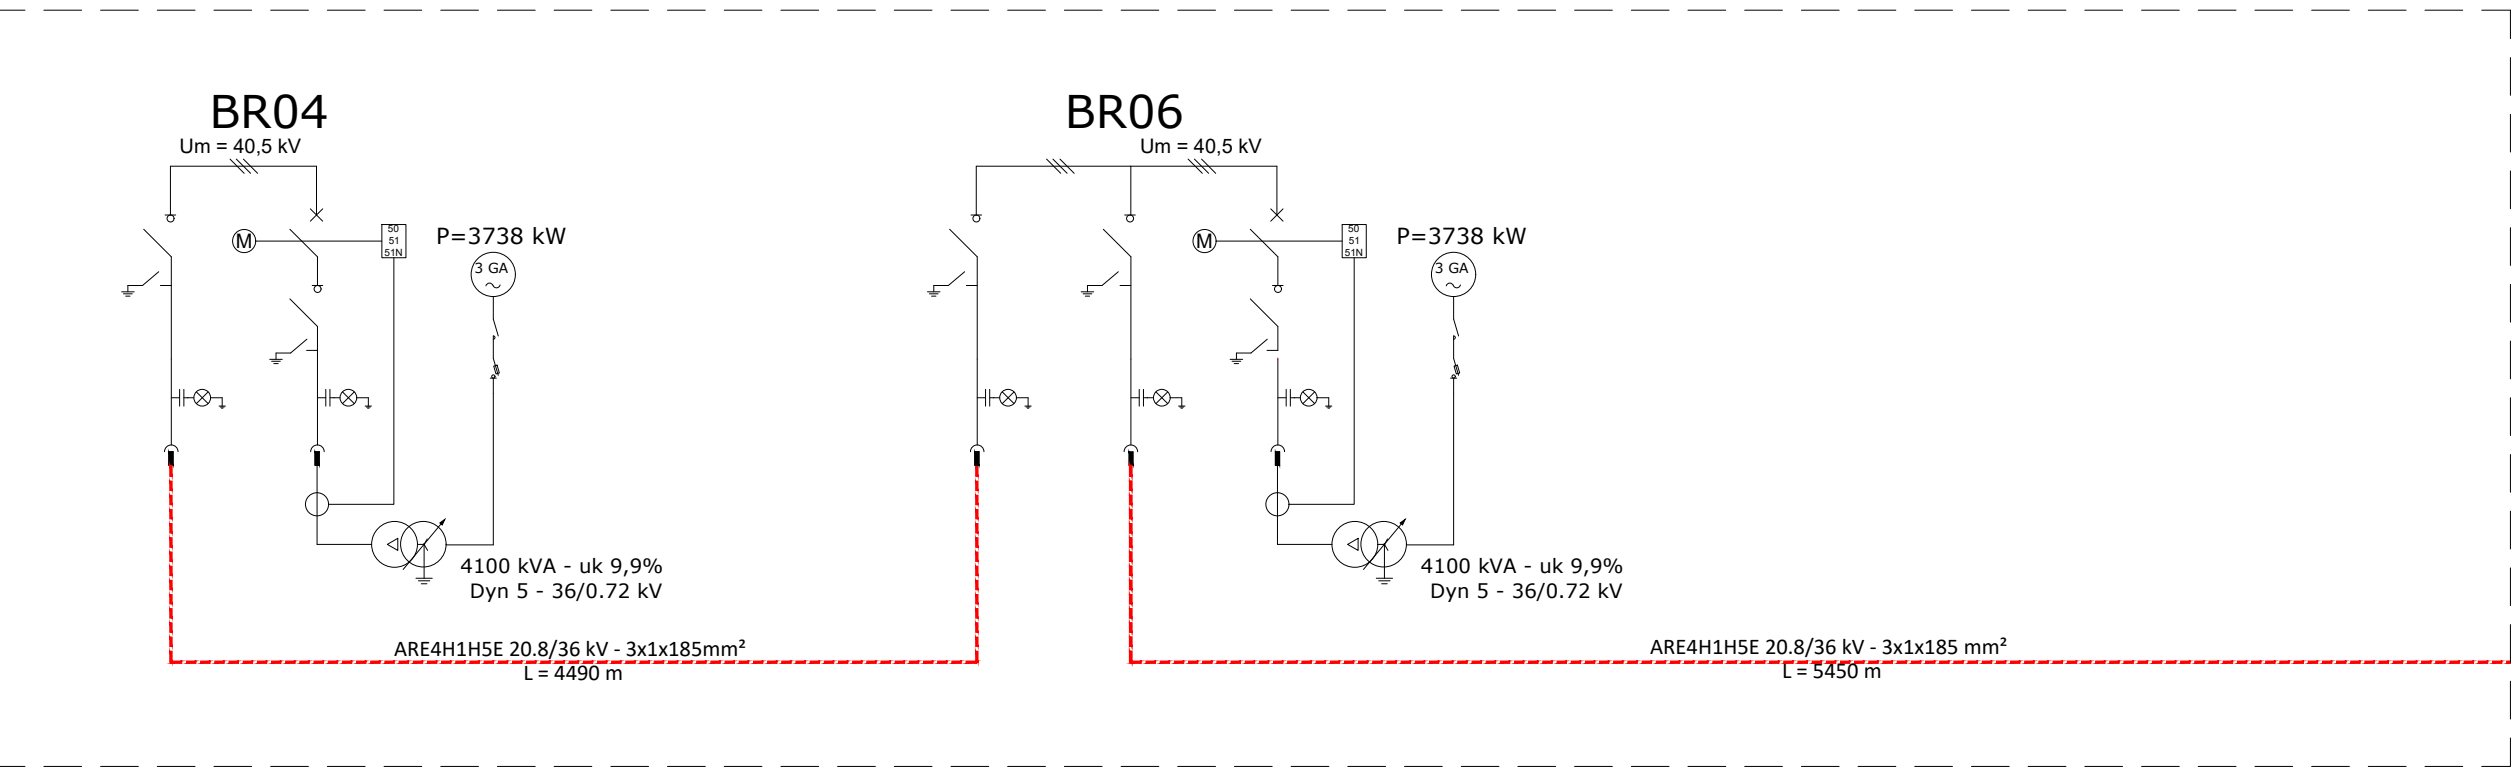 BR04
Um = 40,5 kV
M
50
51
51N
P=3738 kW
3 GA
4100 kVA - uk 9,9%
Dyn 5 - 36/0.72 kV
ARE4H1H5E 20.8/36 kV - 3x1x185mm²
L = 4490 m
BR06
Um = 40,5 kV
M
50
51
51N
P=3738 kW
3 GA
4100 kVA - uk 9,9%
Dyn 5 - 36/0.72 kV
ARE4H1H5E 20.8/36 kV - 3x1x185 mm²
L = 5450 m